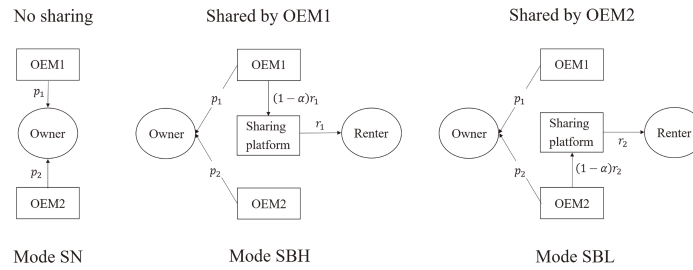 No sharing
OEM1
p₁
Owner
p₂
OEM2
Mode SN
Shared by OEM1
OEM1
p₁
(1 − α)r₁
Owner
Sharing
platform
r₁
Renter
p₂
OEM2
Mode SBH
Shared by OEM2
OEM1
p₁
Owner
Sharing
platform
r₂
Renter
p₂
(1 − α)r₂
OEM2
Mode SBL